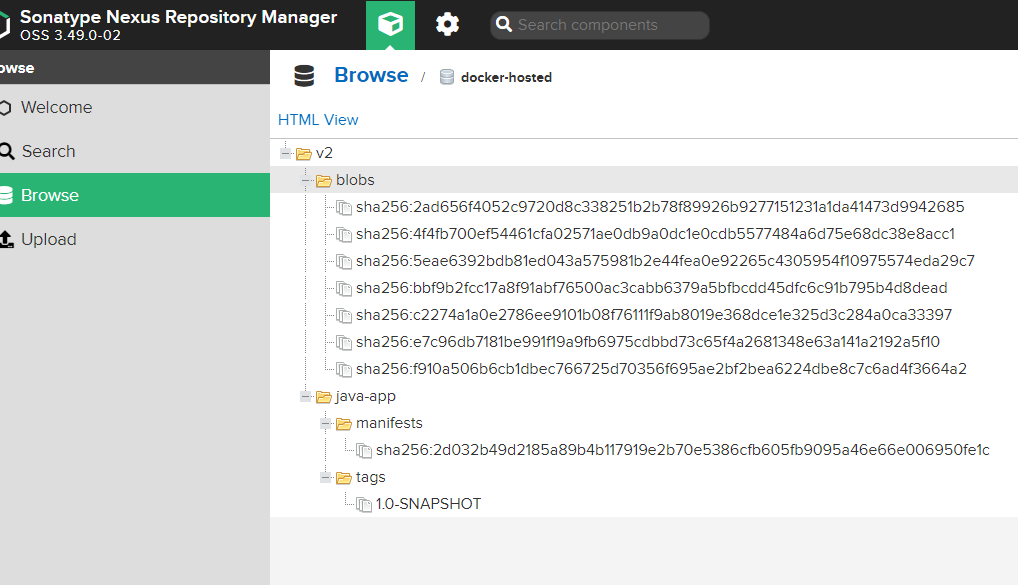 Sonatype Nexus Repository Manager
OSS 3.49.0-02
Search components
owse
Browse / docker-hosted
Welcome
HTML View
Search
Browse
Upload
v2
blobs
sha256:2ad656f4052c9720d8c338251b2b78f89926b9277151231a1da41473d9942685
sha256:4f4fb700ef54461cfa02571ae0db9a0dc1e0cdb5577484a6d75e68dc38e8acc1
sha256:5eae6392bdb81ed043a575981b2e44fea0e92265c4305954f10975574eda29c7
sha256:bbf9b2fcc17a8f91abf76500ac3cabb6379a5bfbcdd45dfc6c91b795b4d8dead
sha256:c2274a1a0e2786ee9101b08f76111f9ab8019e368dce1e325d3c284a0ca33397
sha256:e7c96db7181be991f19a9fb6975cdbbd73c65f4a2681348e63a141a2192a5f10
sha256:f910a506b6cb1dbec766725d70356f695ae2bf2bea6224dbe8c7c6ad4f3664a2
java-app
manifests
sha256:2d032b49d2185a89b4b117919e2b70e5386cfb605fb9095a46e66e006950fe1c
tags
1.0-SNAPSHOT